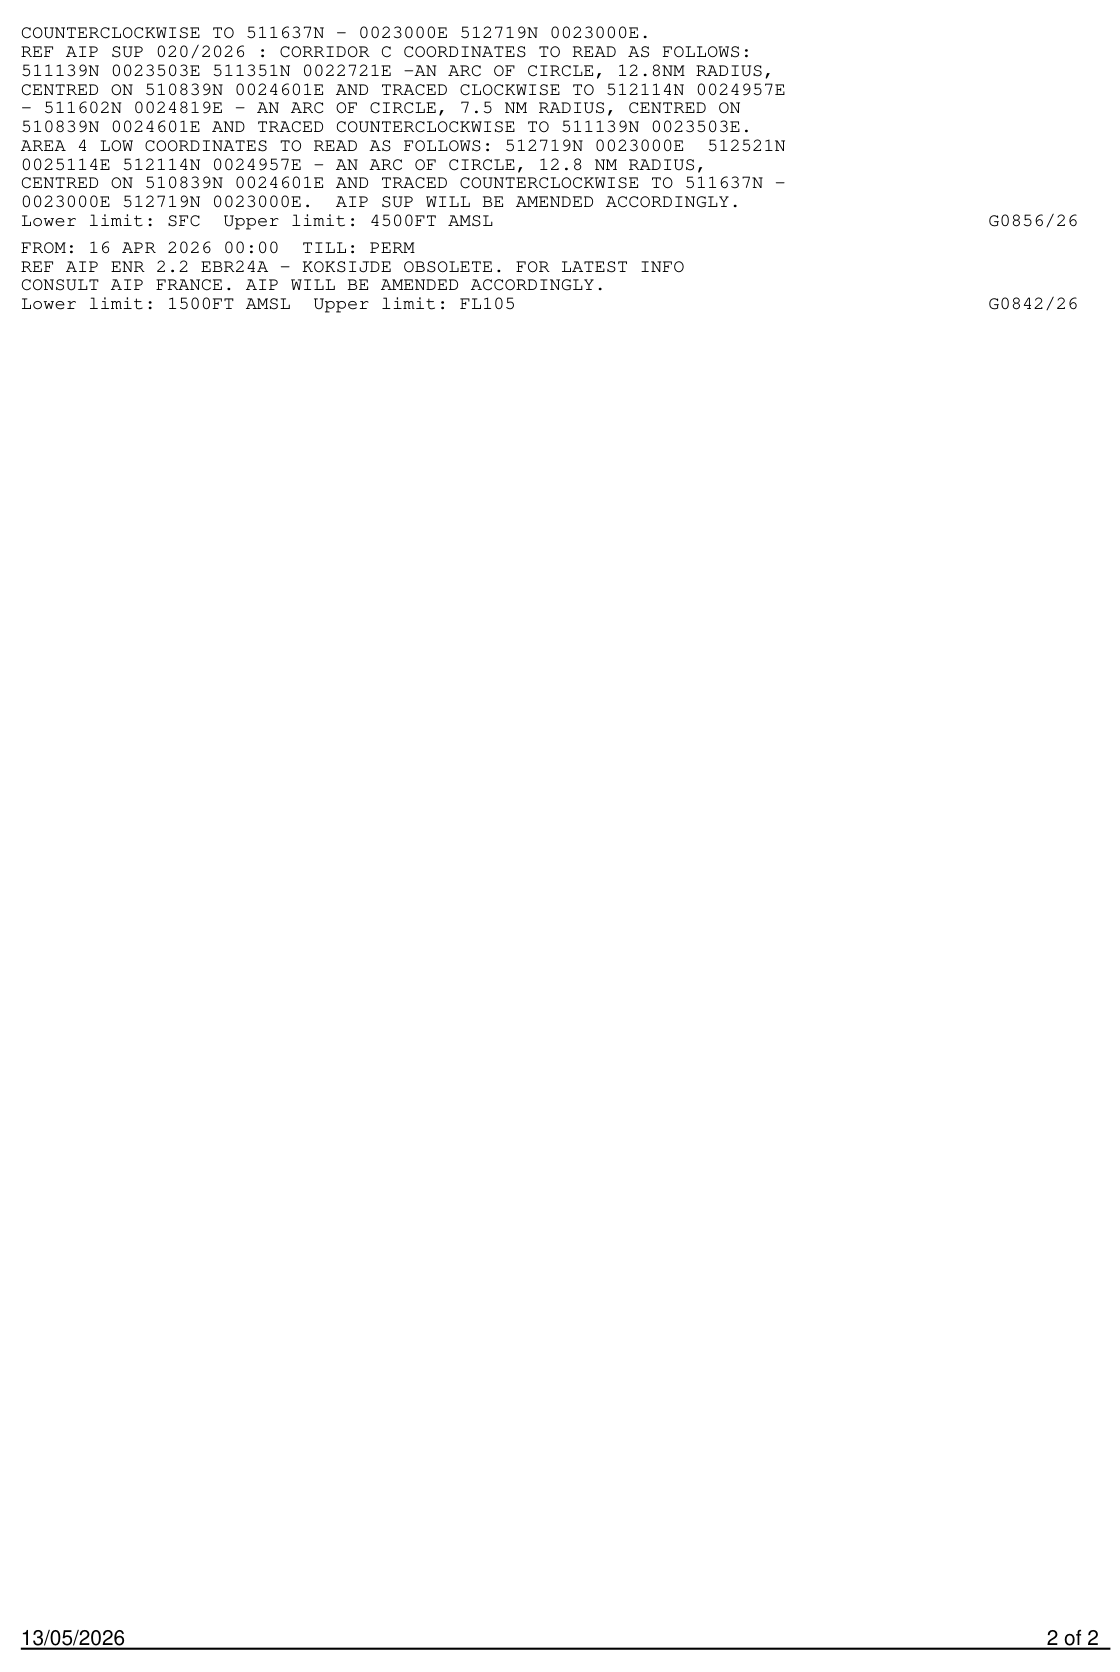 COUNTERCLOCKWISE TO 511637N - 0023000E 512719N 0023000E.
REF AIP SUP 020/2026 : CORRIDOR C COORDINATES TO READ AS FOLLOWS:
511139N 0023503E 511351N 0022721E -AN ARC OF CIRCLE, 12.8NM RADIUS,
CENTRED ON 510839N 0024601E AND TRACED CLOCKWISE TO 512114N 0024957E
- 511602N 0024819E - AN ARC OF CIRCLE, 7.5 NM RADIUS, CENTRED ON
510839N 0024601E AND TRACED COUNTERCLOCKWISE TO 511139N 0023503E.
AREA 4 LOW COORDINATES TO READ AS FOLLOWS: 512719N 0023000E  512521N
0025114E 512114N 0024957E - AN ARC OF CIRCLE, 12.8 NM RADIUS,
CENTRED ON 510839N 0024601E AND TRACED COUNTERCLOCKWISE TO 511637N -
0023000E 512719N 0023000E.  AIP SUP WILL BE AMENDED ACCORDINGLY.
Lower limit: SFC  Upper limit: 4500FT AMSL G0856/26
FROM: 16 APR 2026 00:00  TILL: PERM
REF AIP ENR 2.2 EBR24A - KOKSIJDE OBSOLETE. FOR LATEST INFO
CONSULT AIP FRANCE. AIP WILL BE AMENDED ACCORDINGLY.
Lower limit: 1500FT AMSL  Upper limit: FL105 G0842/26
13/05/2026 2 of 2